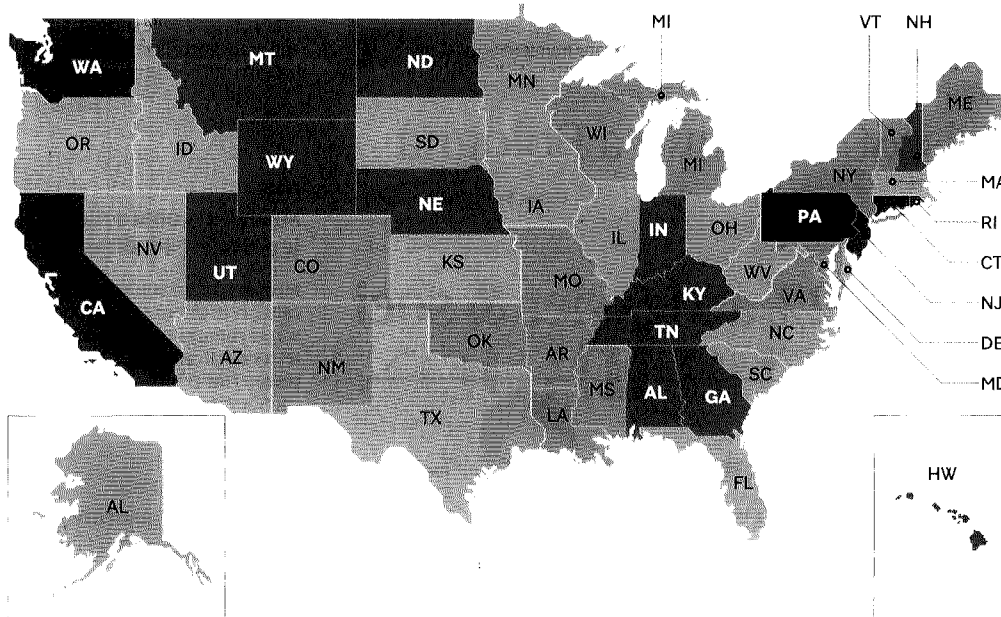 MI
VT
NH
WA
MT
ND
MN
ME
OR
ID
SD
WI
MI
NY
WY
MA
NE
IA
RI
PA
NV
UT
CO
KS
IL
IN
OH
CT
CA
MO
WV
KY
VA
NJ
TN
NC
DE
AZ
NM
OK
AR
MS
AL
GA
SC
MD
TX
LA
FL
AL
HW